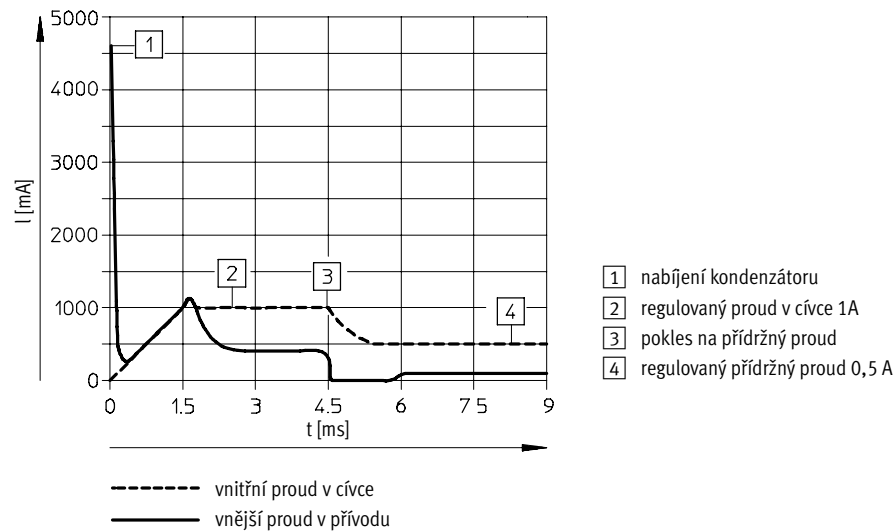 5000
1
4000
3000
I [mA]
2000
2
3
1000
4
0
0
1.5
3
4.5
6
7 5
9
t [ms]
vnitřní proud v cívce
vnější proud v přívodu
1 nabíjení kondenzátoru
2 regulovaný proud v cívce 1A
3 pokles na přídržný proud
4 regulovaný přídržný proud 0,5 A